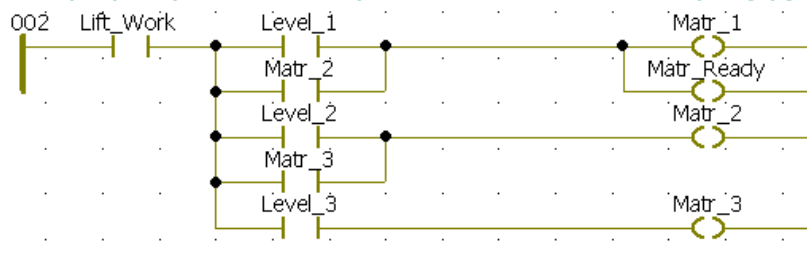 002 Lift_Work Level_1 Matr_1
Matr_2 Matr_Ready
Level_2 Matr_2
Matr_3
Level_3 Matr_3